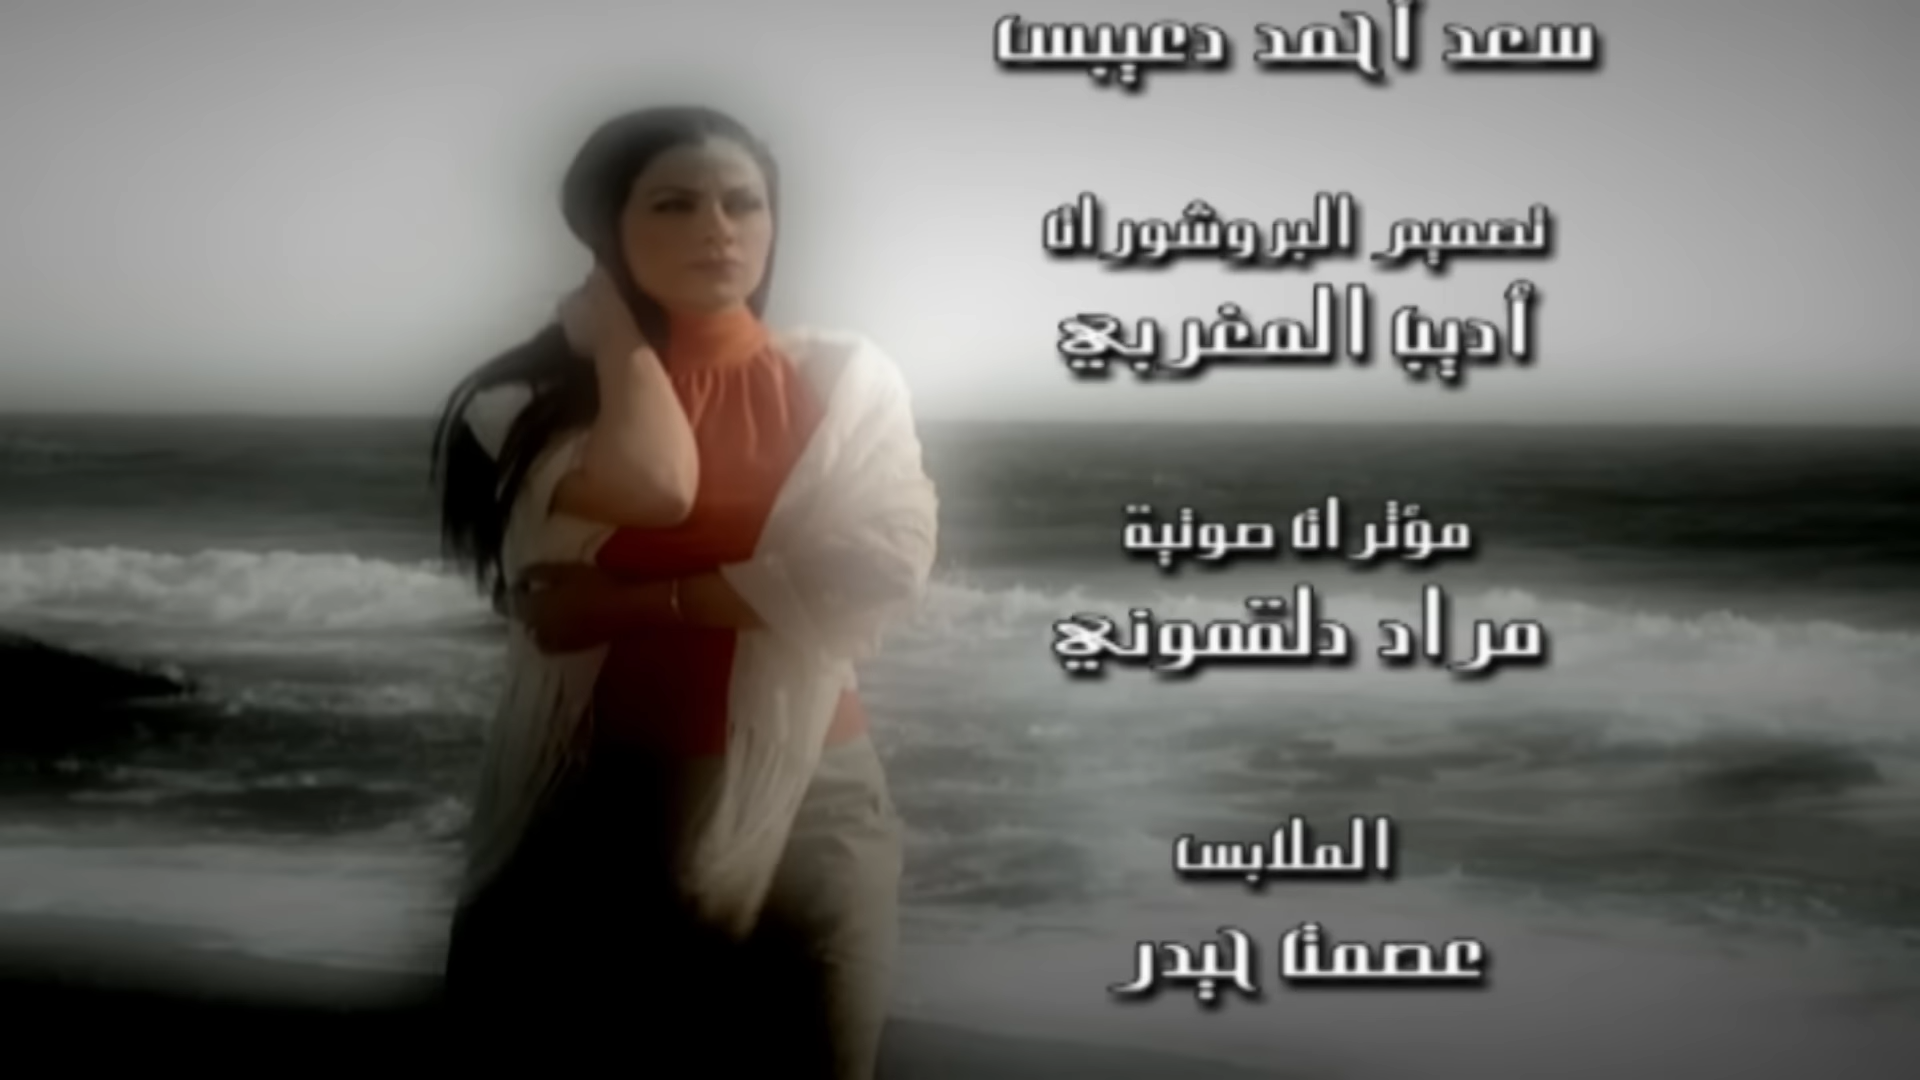 سعد أحمد دعيبس
تصميم البروشورات
أديب المغربي
مؤثرات صوتية
مراد دلقموني
الملابس
عصمت حيدر